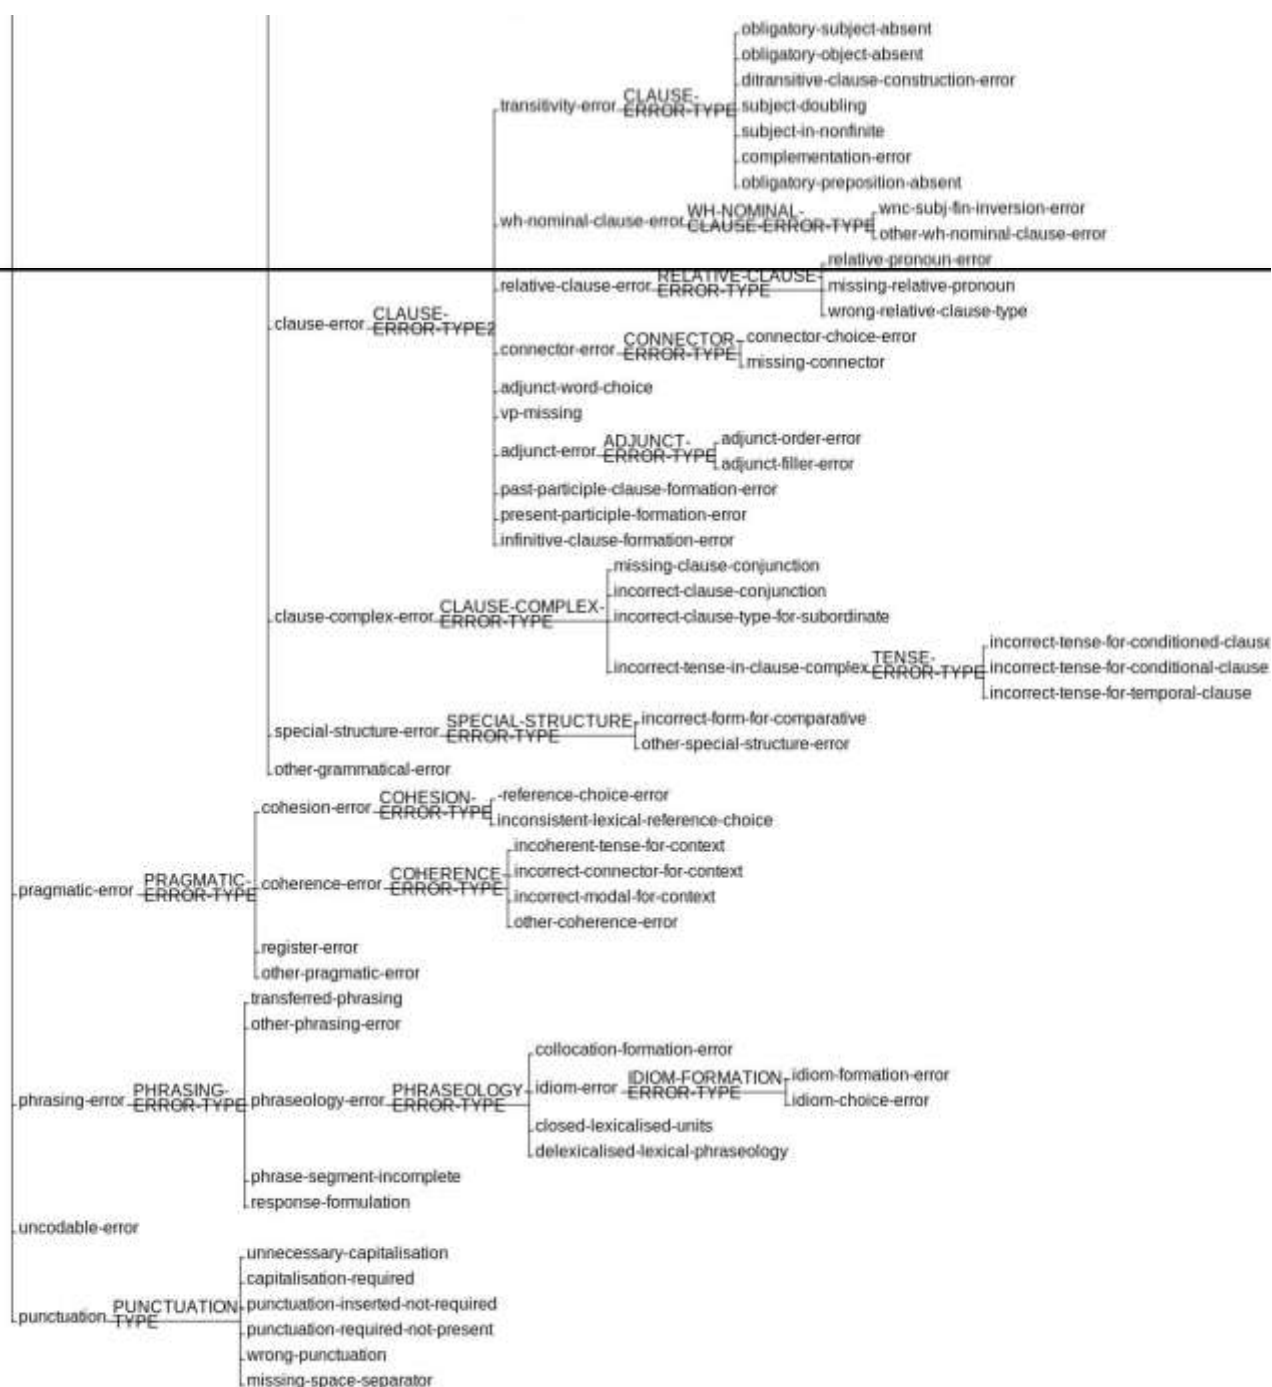 obligatory-subject-absent
obligatory-object-absent
ditransitive-clause-construction-error
transitivity-error CLAUSE-ERROR-TYPE subject-doubling
subject-in-nonfinite
complementation-error
obligatory-preposition-absent
wh-nominal-clause-error WH-NOMINAL-CLAUSE-ERROR-TYPE wnc-subj-fin-inversion-error
other-wh-nominal-clause-error
relative-pronoun-error
relative-clause-error RELATIVE-CLAUSE-ERROR-TYPE missing-relative-pronoun
wrong-relative-clause-type
clause-error CLAUSE-ERROR-TYPE2
connector-error CONNECTOR-ERROR-TYPE connector-choice-error
missing-connector
adjunct-word-choice
vp-missing
adjunct-error ADJUNCT-ERROR-TYPE adjunct-order-error
adjunct-filler-error
past-participle-clause-formation-error
present-participle-formation-error
infinitive-clause-formation-error
missing-clause-conjunction
incorrect-clause-conjunction
clause-complex-error CLAUSE-COMPLEX-ERROR-TYPE incorrect-clause-type-for-subordinate
incorrect-tense-for-conditioned-clause
incorrect-tense-in-clause-complex TENSE-ERROR-TYPE incorrect-tense-for-conditional-clause
incorrect-tense-for-temporal-clause
special-structure-error SPECIAL-STRUCTURE-ERROR-TYPE incorrect-form-for-comparative
other-special-structure-error
other-grammatical-error
cohesion-error COHESION-ERROR-TYPE -reference-choice-error
inconsistent-lexical-reference-choice
incoherent-tense-for-context
pragmatic-error PRAGMATIC-ERROR-TYPE coherence-error COHERENCE-ERROR-TYPE incorrect-connector-for-context
incorrect-modal-for-context
other-coherence-error
register-error
other-pragmatic-error
transferred-phrasing
other-phrasing-error
collocation-formation-error
phrasing-error PHRASING-ERROR-TYPE phraseology-error PHRASEOLOGY-ERROR-TYPE idiom-error IDIOM-FORMATION-ERROR-TYPE idiom-formation-error
idiom-choice-error
closed-lexicalised-units
delexicalised-lexical-phraseology
phrase-segment-incomplete
response-formulation
uncodable-error
unnecessary-capitalisation
capitalisation-required
punctuation PUNCTUATION-TYPE punctuation-inserted-not-required
punctuation-required-not-present
wrong-punctuation
missing-space-separator